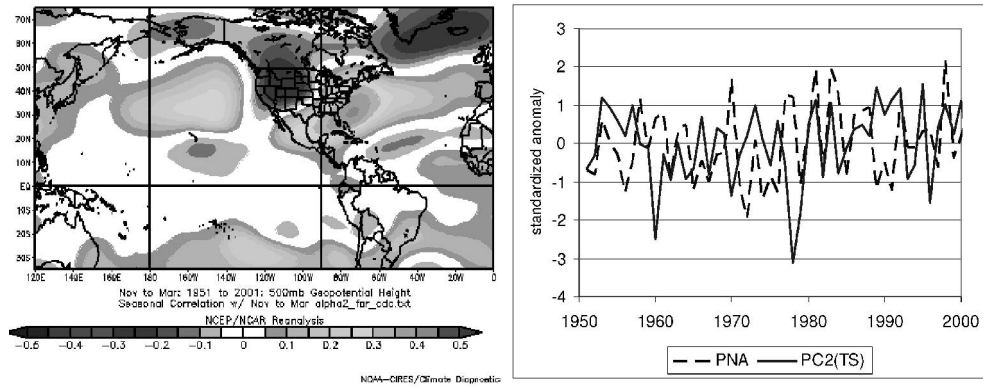 70N
60N
50N
40N
30N
20N
10N
EQ
10S
20S
30S
120E 140E 160E 180 160W 140W 120W 100W 80W 60W 40W 20W 0
Nov to Mar: 1951 to 2001: 500mb Geopotential Height
Seasonal Correlation w/ Nov to Mar alpha2_far_cdo.txt
NCEP/NCAR Reanalysis
-0.6 -0.4 -0.3 -0.2 -0.1 0 0.1 0.2 0.3 0.4 0.5
NOAA-CIRES/Climate Diagnostic
standardized anomaly
3
2
1
0
-1
-2
-3
-4
1950 1960 1970 1980 1990 2000
PNA PC2(TS)